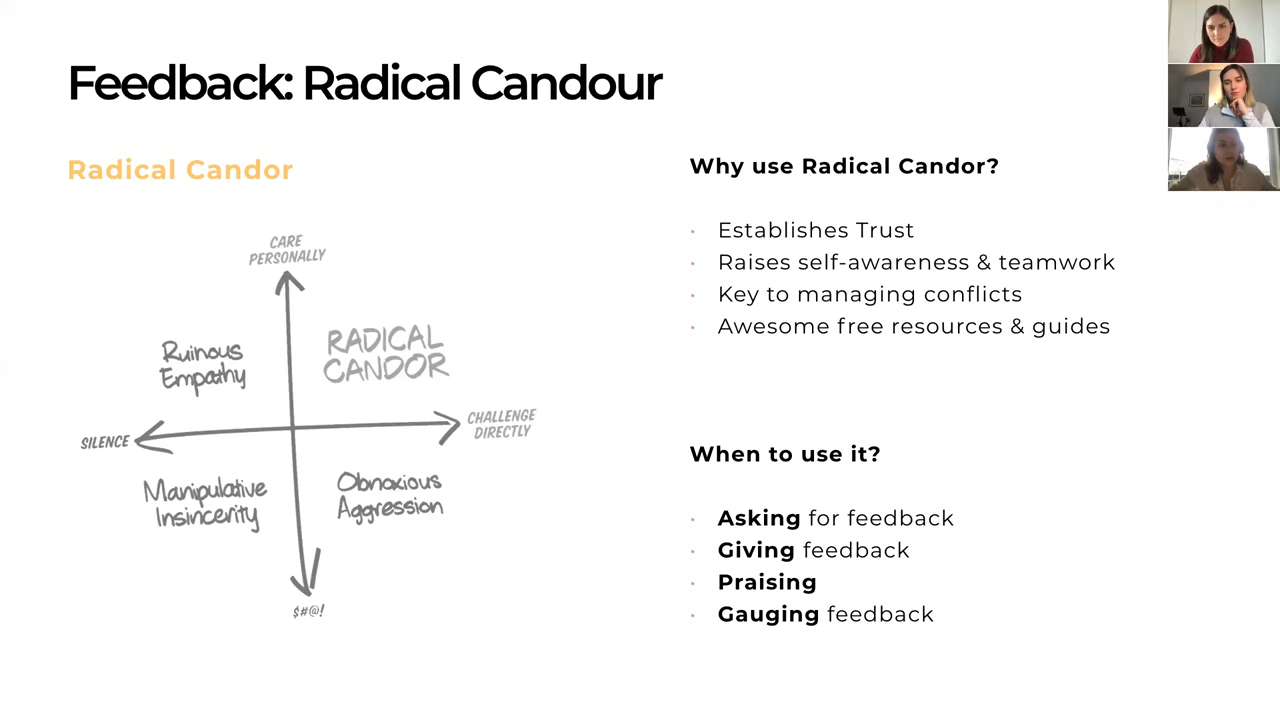 Feedback: Radical Candour
Radical Candor
CARE
PERSONALLY
Ruinous
Empathy
RADICAL
CANDOR
SILENCE
CHALLENGE
DIRECTLY
Manipulative
Insincerity
Obnoxious
Aggression
$#@!
Why use Radical Candor?
· Establishes Trust
· Raises self-awareness & teamwork
· Key to managing conflicts
· Awesome free resources & guides
When to use it?
· Asking for feedback
· Giving feedback
· Praising
· Gauging feedback